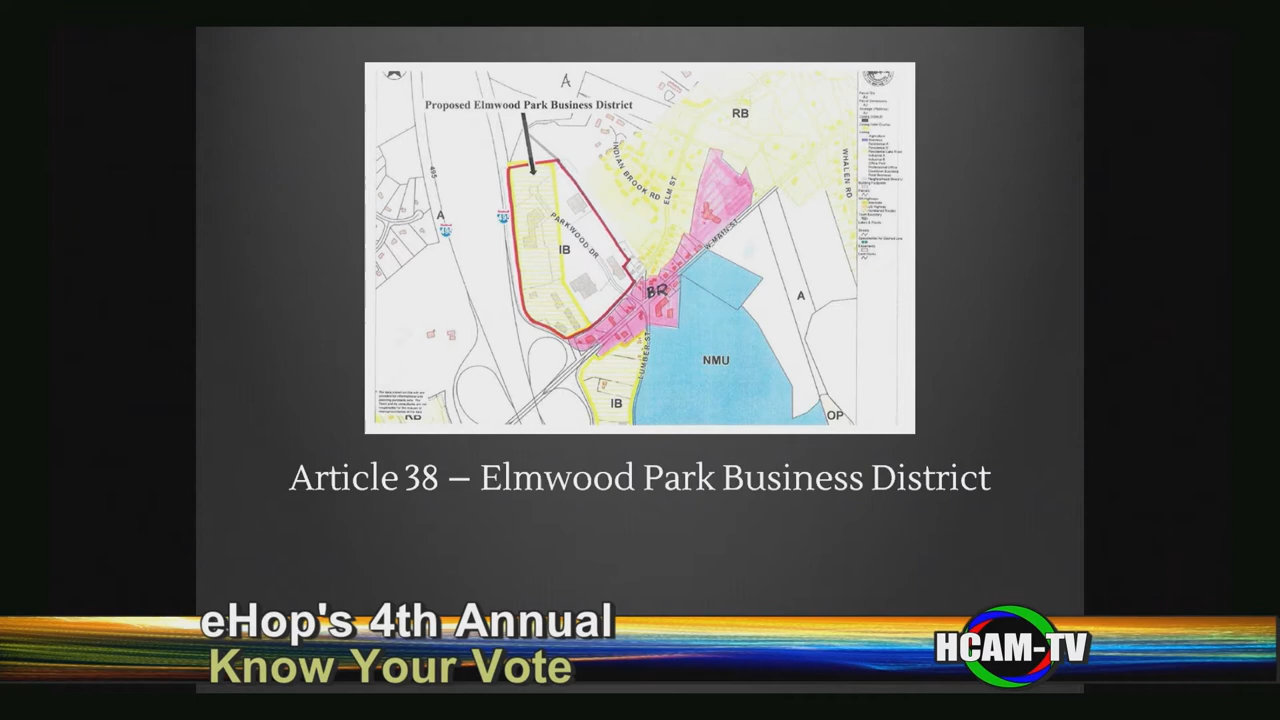 A
Proposed Elmwood Park Business District
RB
INDIAN BROOK RD
ELM ST
WHALEN RD
A
PARKWOOD DR
IB
W MAIN ST
BR
A
LUMBER ST
NMU
IB
OP
RB
Article 38 – Elmwood Park Business District
eHop's 4th Annual
Know Your Vote
HCAM-TV